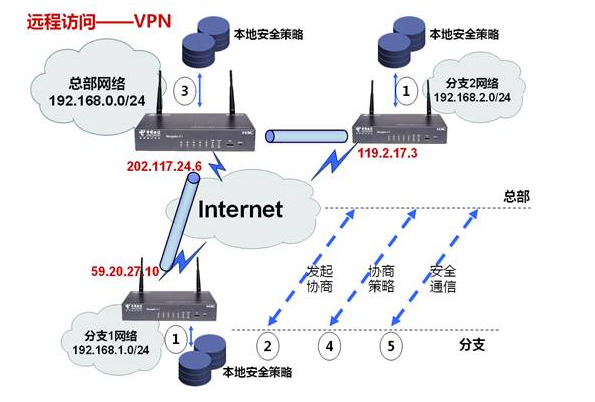 远程访问——VPN
本地安全策略
本地安全策略
总部网络
192.168.0.0/24
3
1
分支2网络
192.168.2.0/24
H3C
202.117.24.6
119.2.17.3
Internet
总部
59.20.27.10
发起
协商
协商
策略
安全
通信
分支1网络
192.168.1.0/24
1
2
4
5
分支
本地安全策略